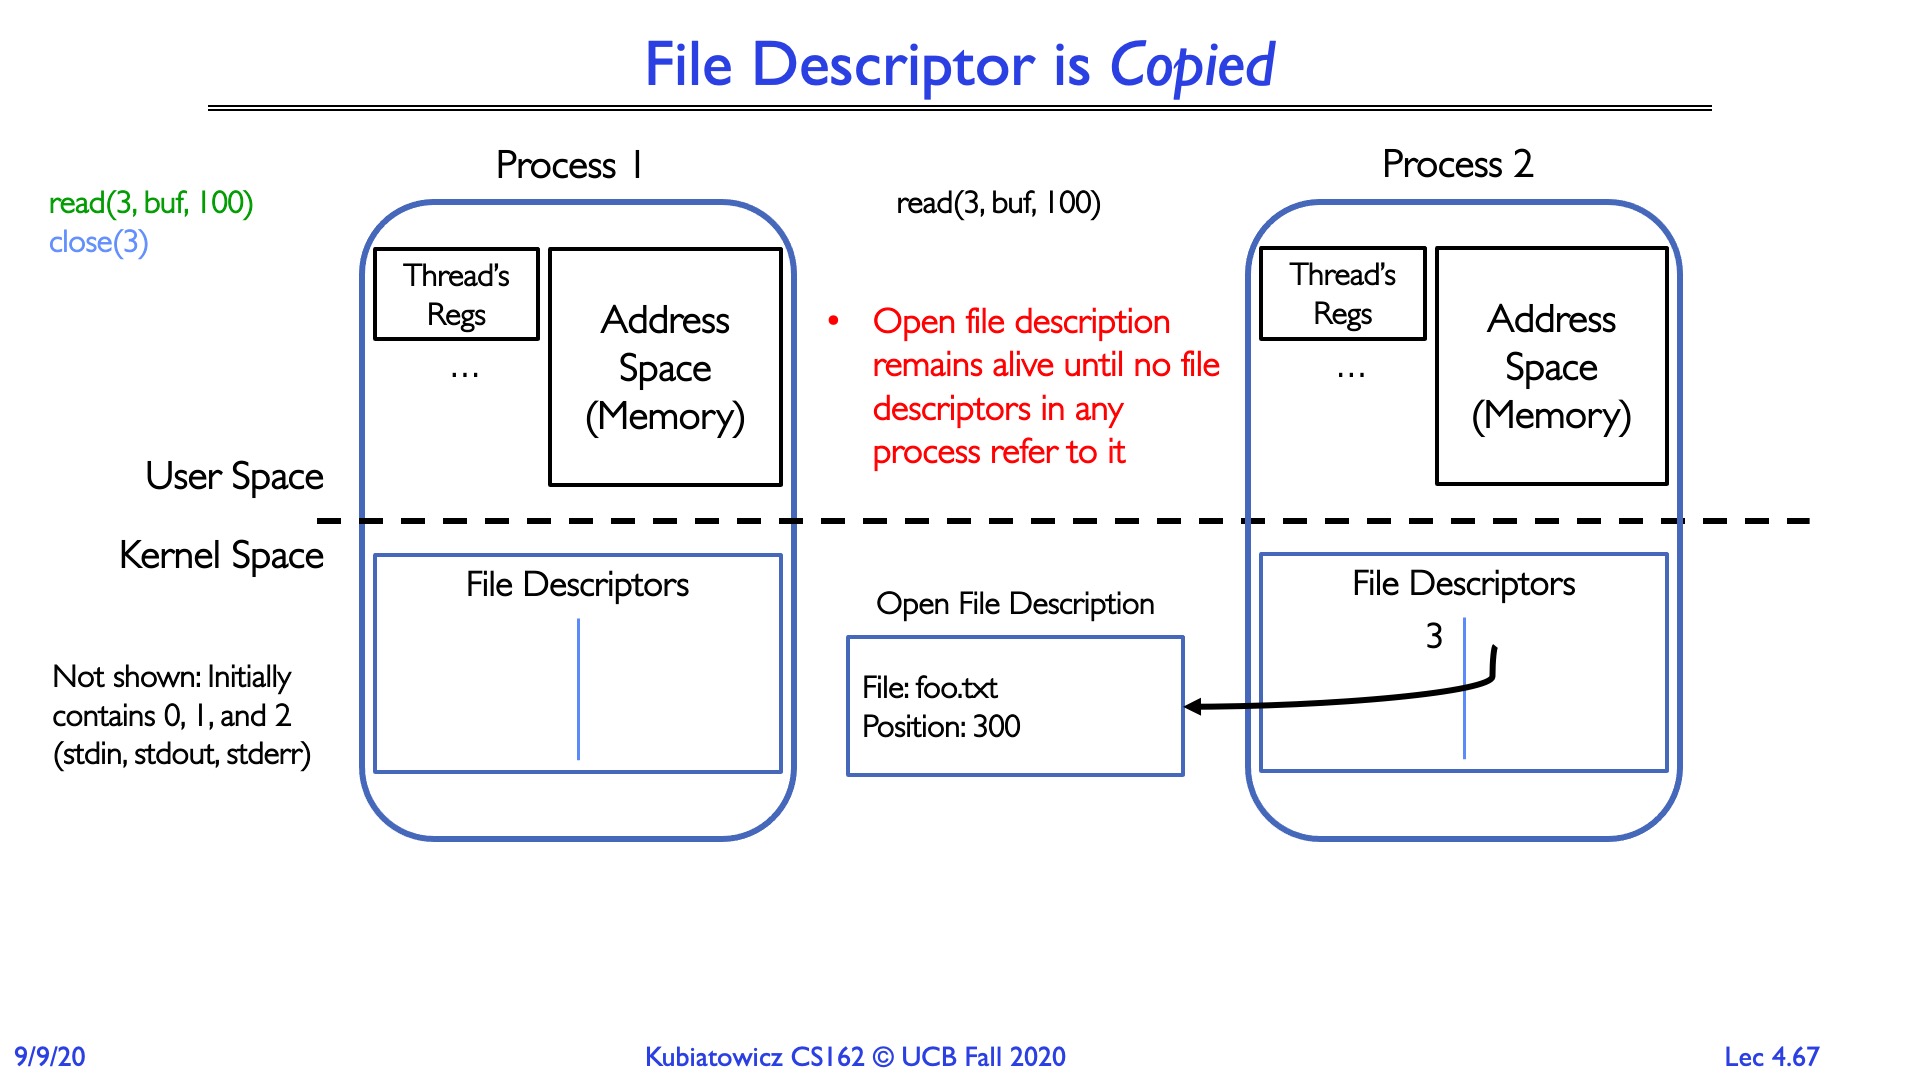 File Descriptor is Copied
Process 1
Process 2
read(3, buf, 100)
close(3)
read(3, buf, 100)
Thread's
Regs
...
Address
Space
(Memory)
• Open file description
remains alive until no file
descriptors in any
process refer to it
Thread's
Regs
...
Address
Space
(Memory)
User Space
Kernel Space
File Descriptors
Open File Description
File: foo.txt
Position: 300
File Descriptors
3
Not shown: Initially
contains 0, 1, and 2
(stdin, stdout, stderr)
9/9/20
Kubiatowicz CS162 © UCB Fall 2020
Lec 4.67